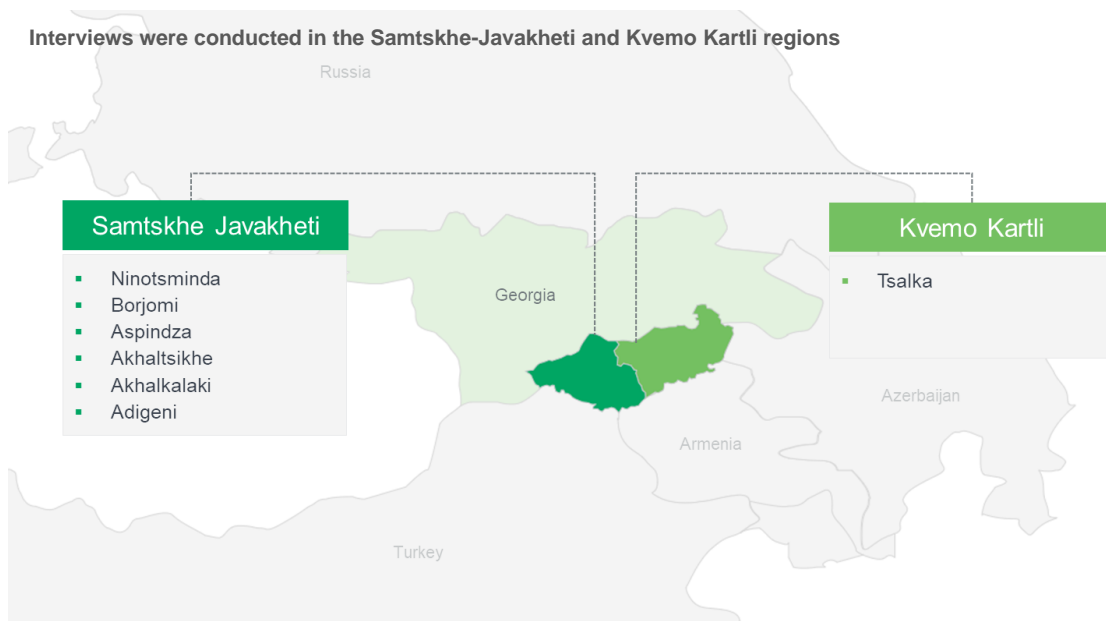 Interviews were conducted in the Samtskhe-Javakheti and Kvemo Kartli regions
Russia
Samtskhe Javakheti
Ninotsminda
Borjomi
Aspindza
Akhaltsikhe
Akhalkalaki
Adigeni
Georgia
Kvemo Kartli
Tsalka
Azerbaijan
Armenia
Turkey